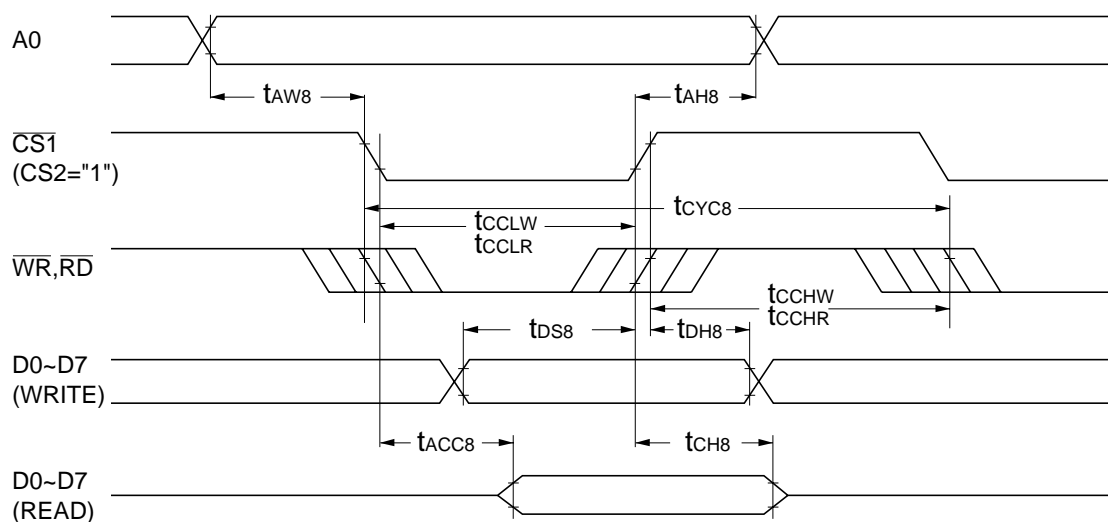 A0
tAW8
tAH8
CS1
(CS2="1")
tCYC8
tCCLW
tCCLR
WR,RD
tCCHW
tCCHR
tDS8
tDH8
D0~D7
(WRITE)
tACC8
tCH8
D0~D7
(READ)